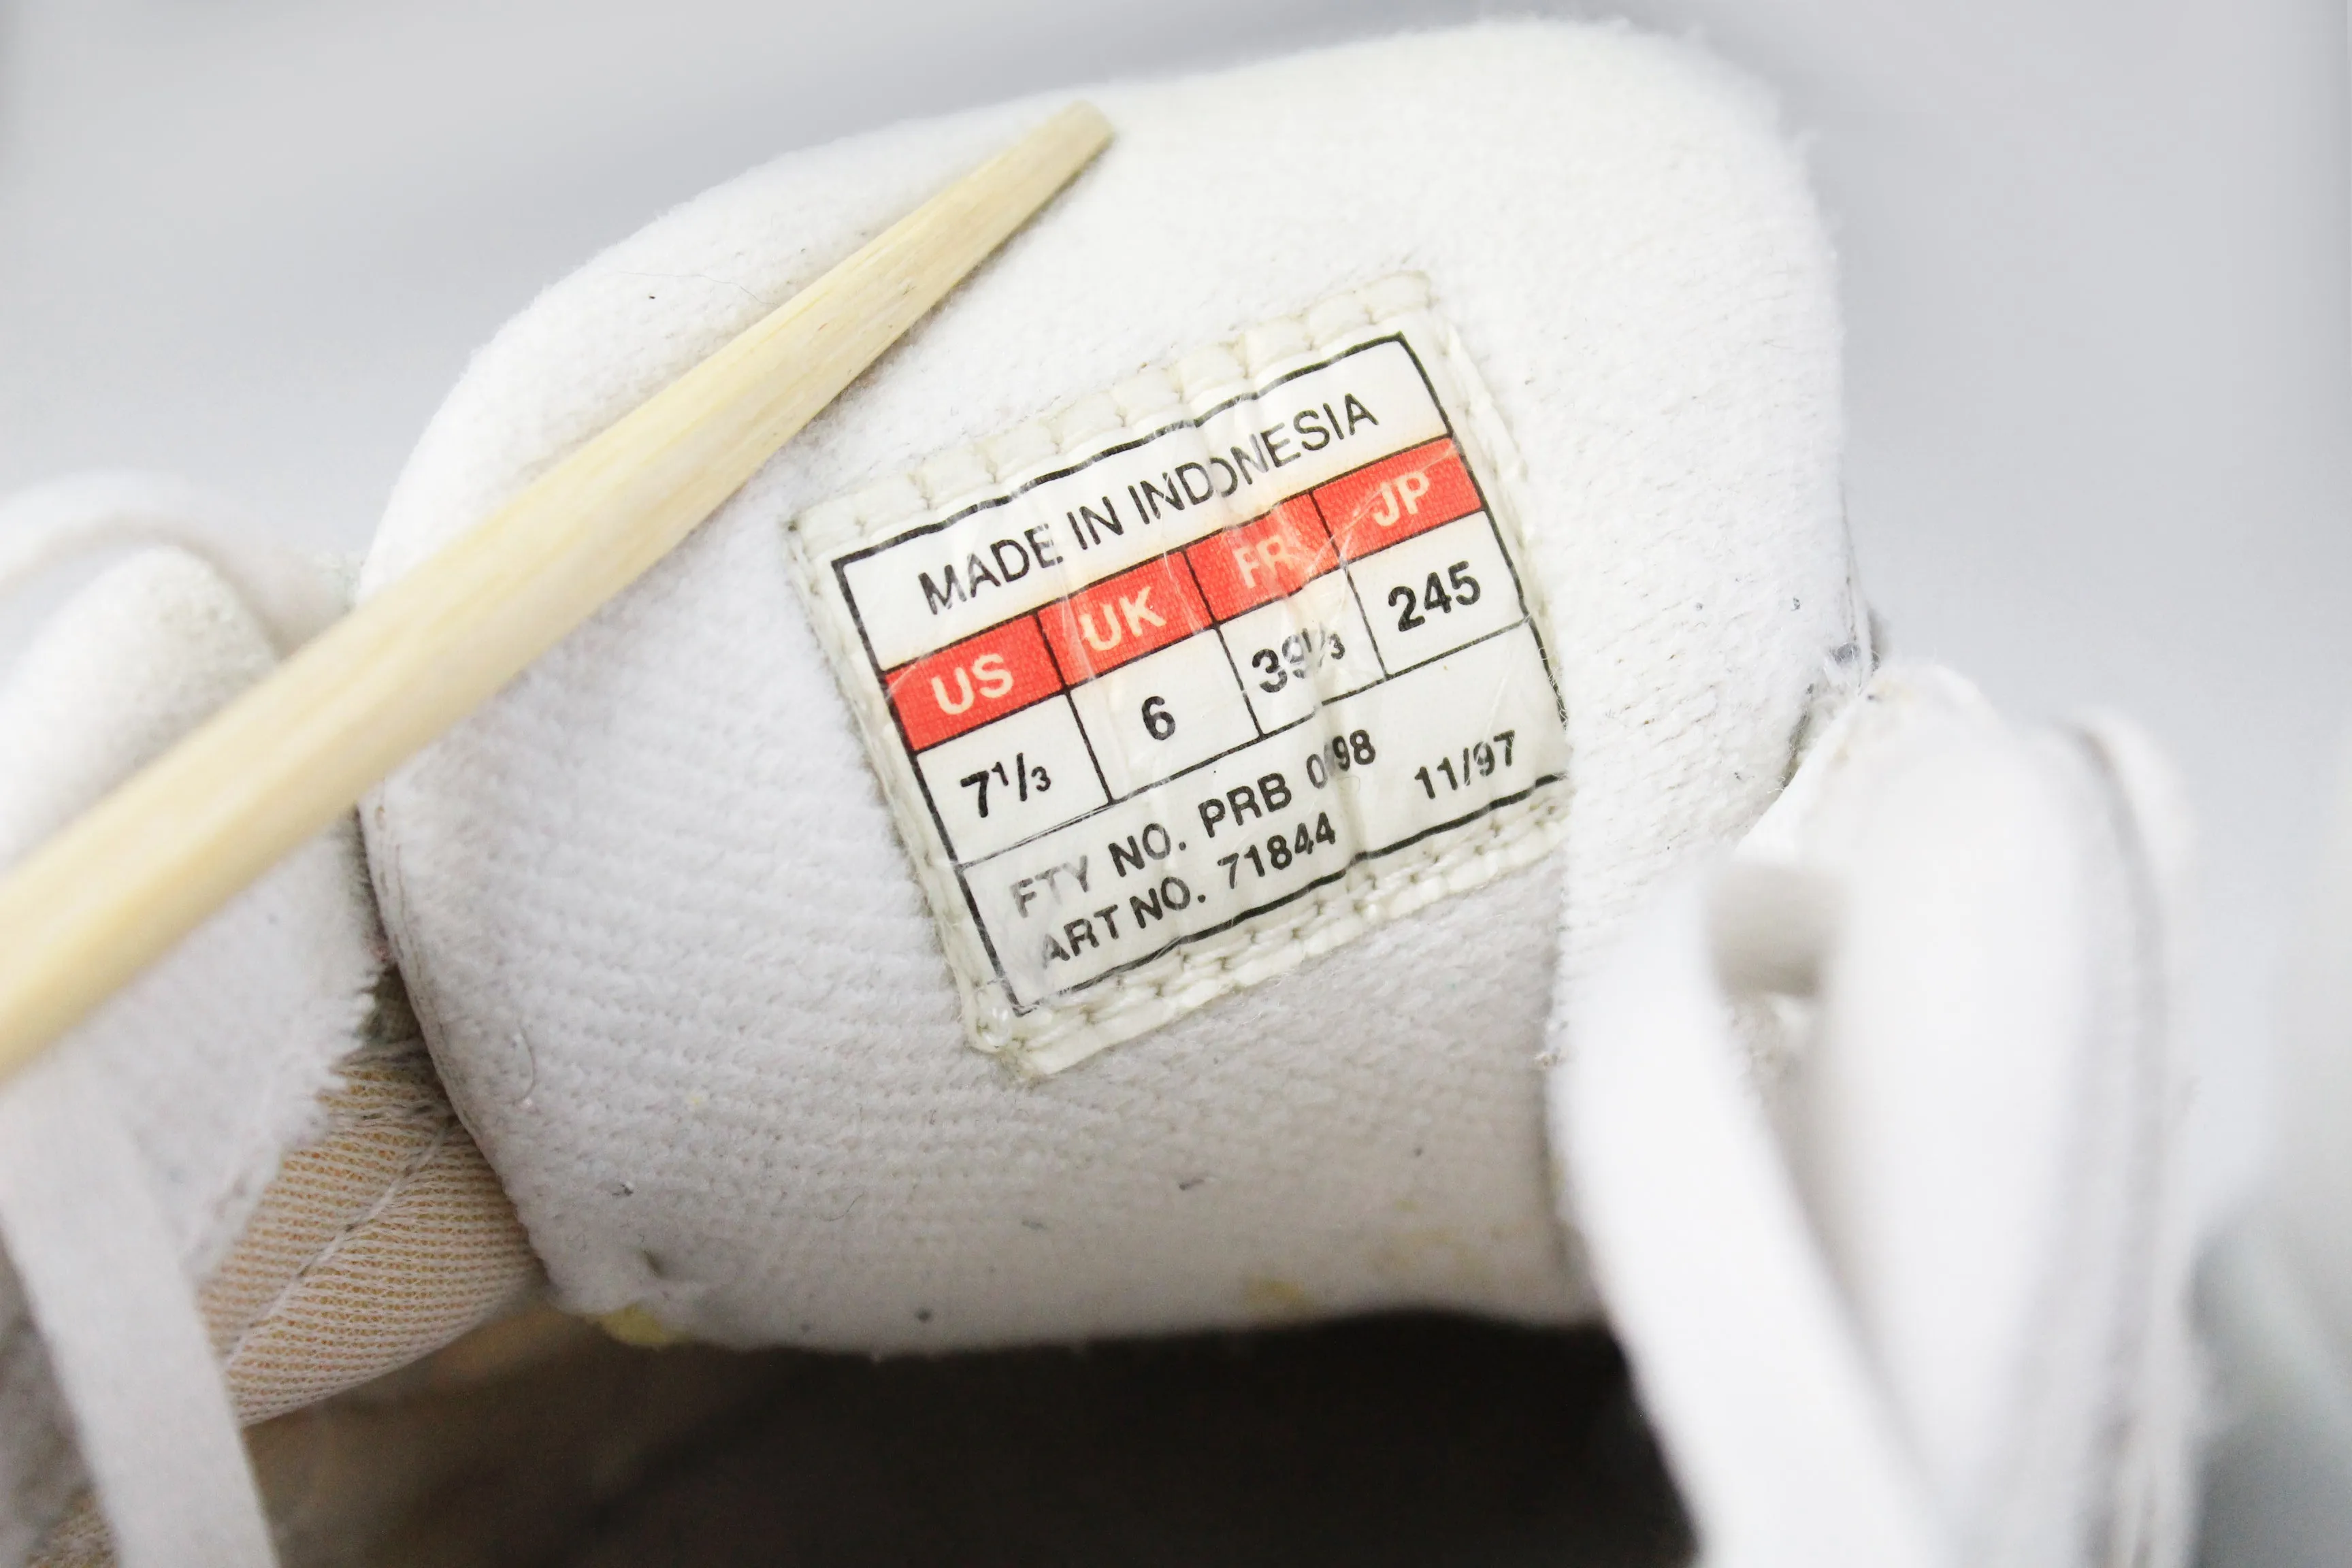 MADE IN INDONESIA
US UK FR JP
7 1/3 6 39 1/3 245
FTY NO. PRB
ART NO. 71844 11/97